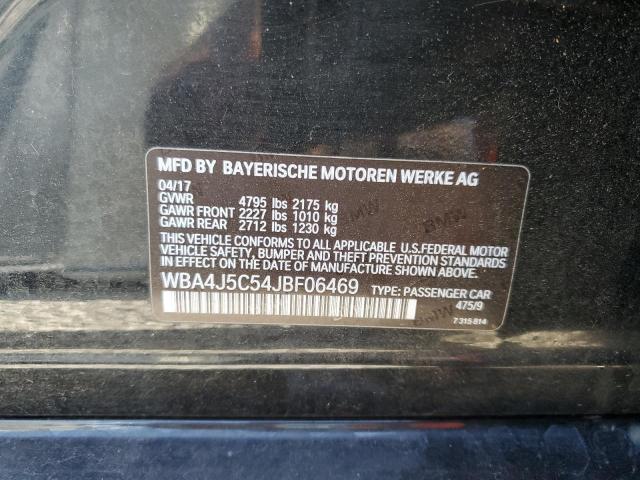 MFD BY BAYERISCHE MOTOREN WERKE AG
04/17
GVWR 4795 lbs 2175 kg
GAWR FRONT 2227 lbs 1010 kg
GAWR REAR 2712 lbs 1230 kg
THIS VEHICLE CONFORMS TO ALL APPLICABLE U.S.FEDERAL MOTOR
VEHICLE SAFETY, BUMPER, AND THEFT PREVENTION STANDARDS
IN EFFECT ON THE DATE OF MANUFACTURE SHOWN ABOVE.
WBA4J5C54JBF06469 TYPE: PASSENGER CAR
475/9
7 315 814
BMW
BMW
BMW